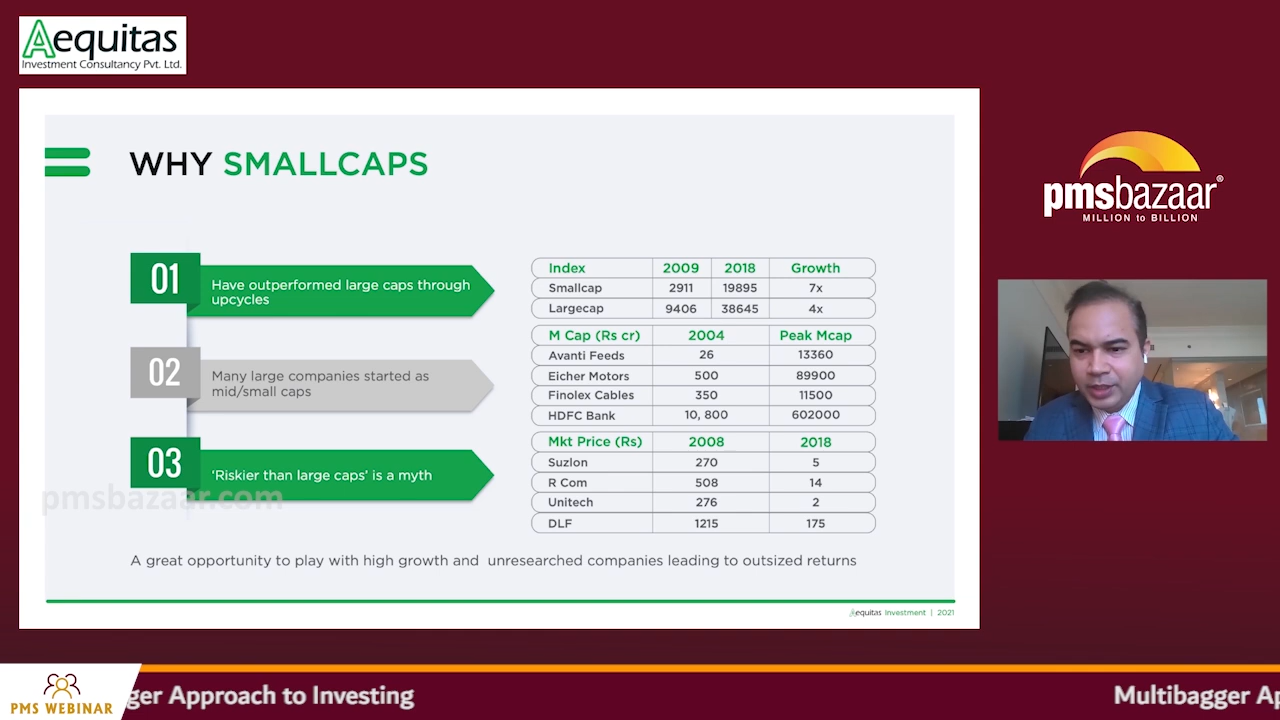 Aequitas
Investment Consultancy Pvt. Ltd.
WHY SMALLCAPS
01
Have outperformed large caps through
upcycles
02
Many large companies started as
mid/small caps
03
‘Riskier than large caps’ is a myth
pmsbazaar.com
Index 2009 2018 Growth
Smallcap 2911 19895 7x
Largecap 9406 38645 4x
M Cap (Rs cr) 2004 Peak Mcap
Avanti Feeds 26 13360
Eicher Motors 500 89900
Finolex Cables 350 11500
HDFC Bank 10, 800 602000
Mkt Price (Rs) 2008 2018
Suzlon 270 5
R Com 508 14
Unitech 276 2
DLF 1215 175
A great opportunity to play with high growth and unresearched companies leading to outsized returns
Aequitas Investment | 2021
pmsbazaar®
MILLION to BILLION
PMS WEBINAR
ger Approach to Investing
Multibagger Ap